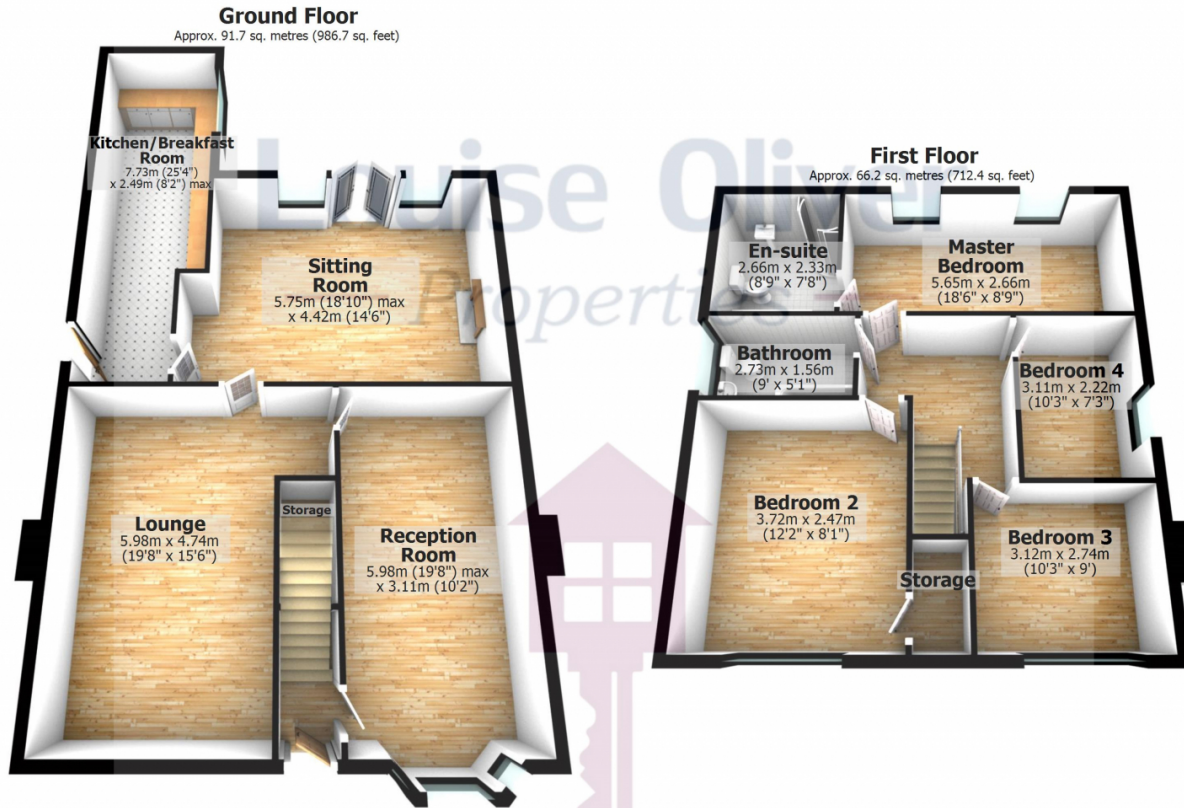 Ground Floor
Approx. 91.7 sq. metres (986.7 sq. feet)
Kitchen/Breakfast
Room
7.73m (25'4")
x 2.49m (8'2") max
Sitting
Room
5.75m (18'10") max
x 4.42m (14'6")
Lounge
5.98m x 4.74m
(19'8" x 15'6")
Storage
Reception
Room
5.98m (19'8") max
x 3.11m (10'2")
First Floor
Approx. 66.2 sq. metres (712.4 sq. feet)
En-suite
2.66m x 2.33m
(8'9" x 7'8")
Master
Bedroom
5.65m x 2.66m
(18'6" x 8'9")
Bathroom
2.73m x 1.56m
(9' x 5'1")
Bedroom 4
3.11m x 2.22m
(10'3" x 7'3")
Bedroom 2
3.72m x 2.47m
(12'2" x 8'1")
Bedroom 3
3.12m x 2.74m
(10'3" x 9')
Storage
Louise Oliver
Properties